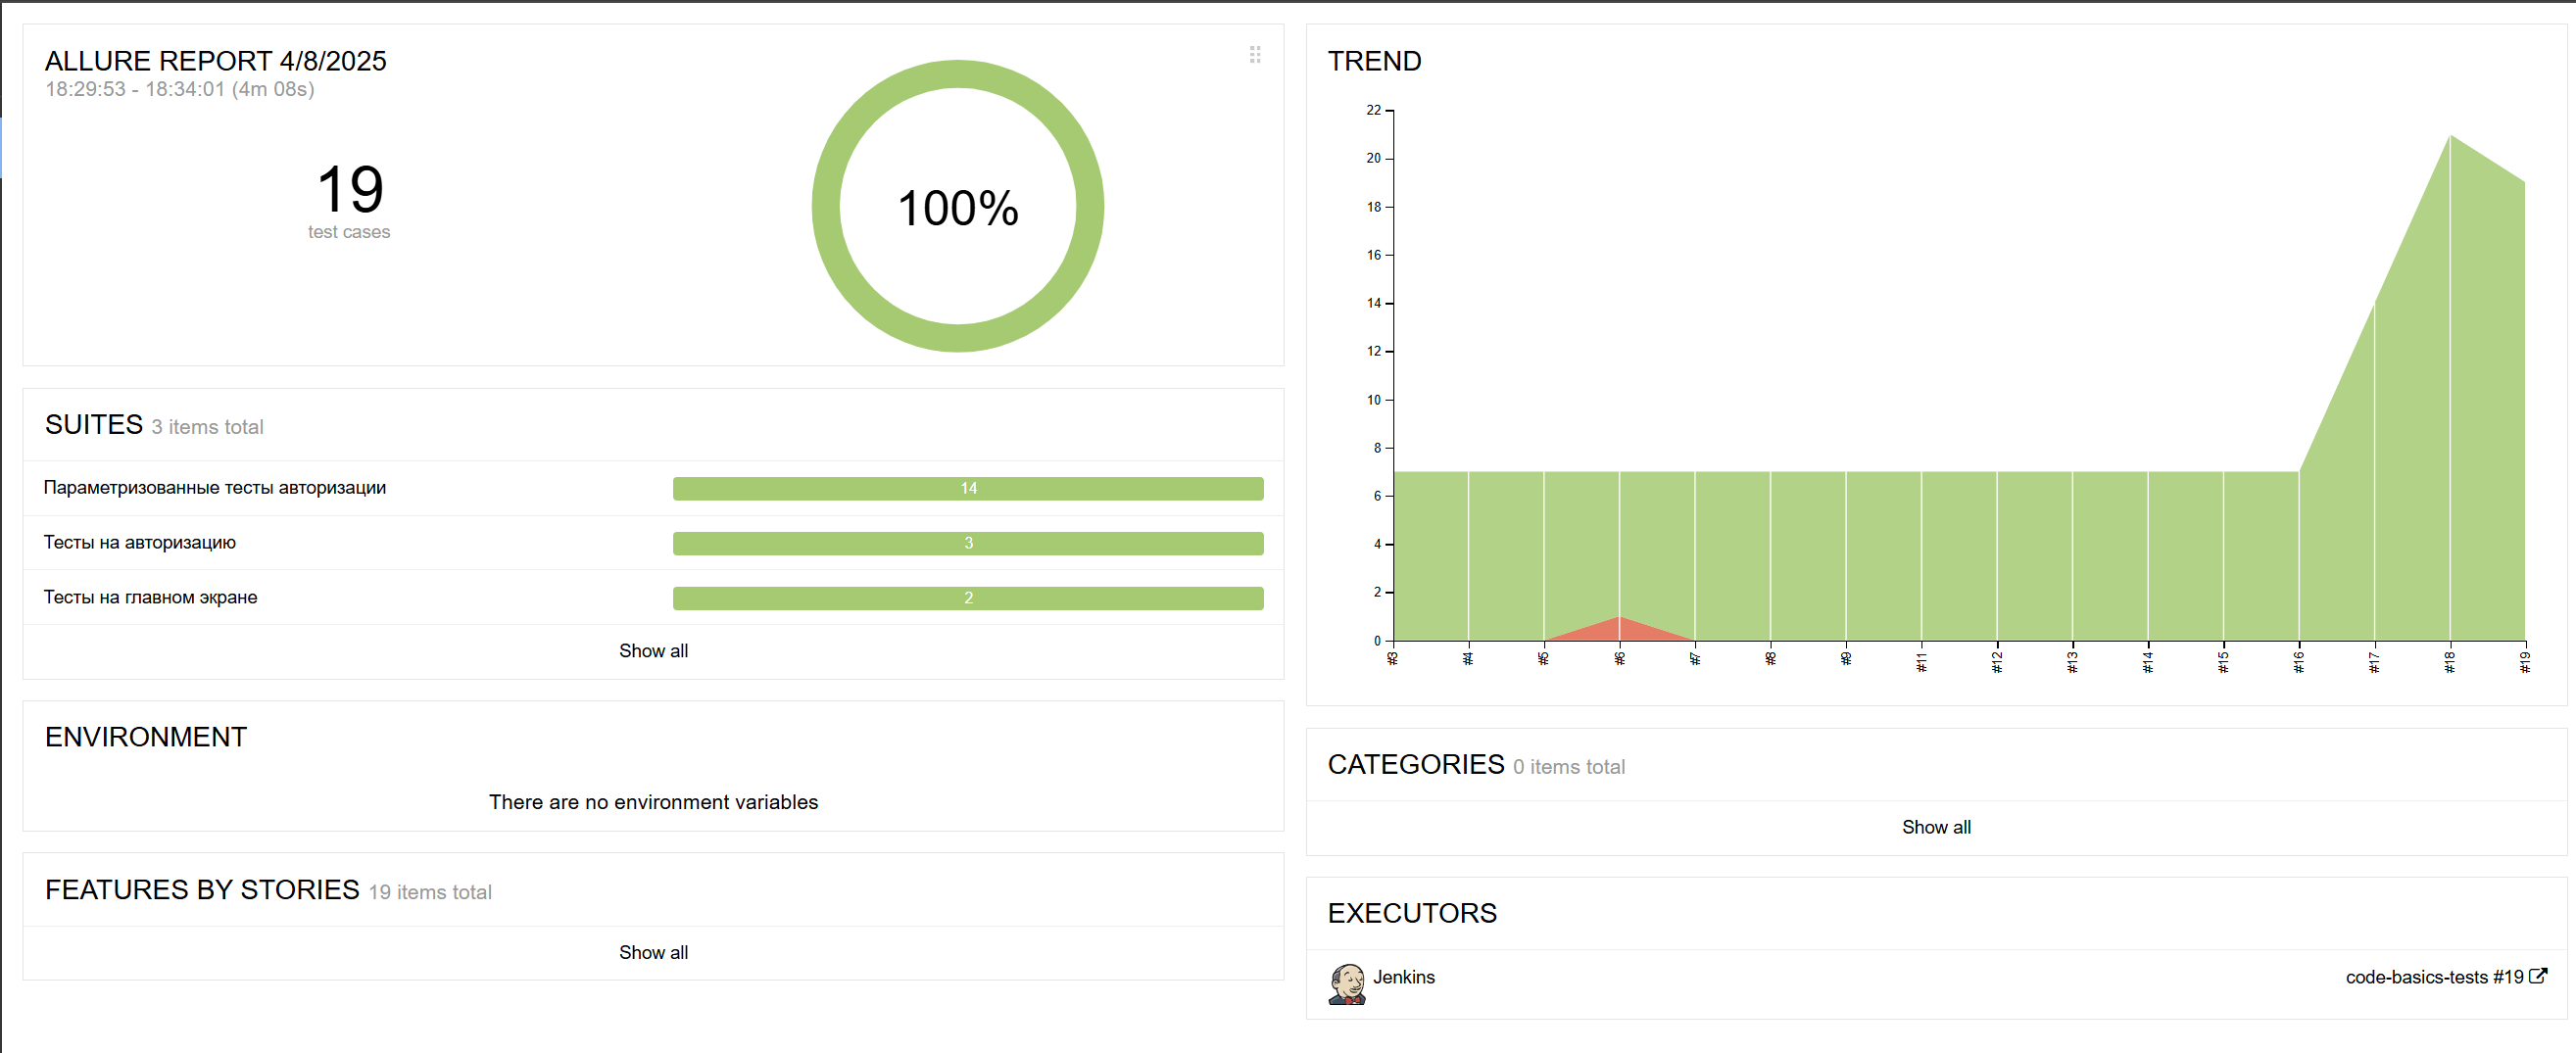 ALLURE REPORT 4/8/2025
18:29:53 - 18:34:01 (4m 08s)
19
test cases
100%
SUITES 3 items total
Параметризованные тесты авторизации 14
Тесты на авторизацию 3
Тесты на главном экране 2
Show all
ENVIRONMENT
There are no environment variables
FEATURES BY STORIES 19 items total
Show all
TREND
22
20
18
16
14
12
10
8
6
4
2
0
#3 #4 #5 #6 #7 #8 #9 #11 #12 #13 #14 #15 #16 #17 #18 #19
CATEGORIES 0 items total
Show all
EXECUTORS
Jenkins code-basics-tests #19